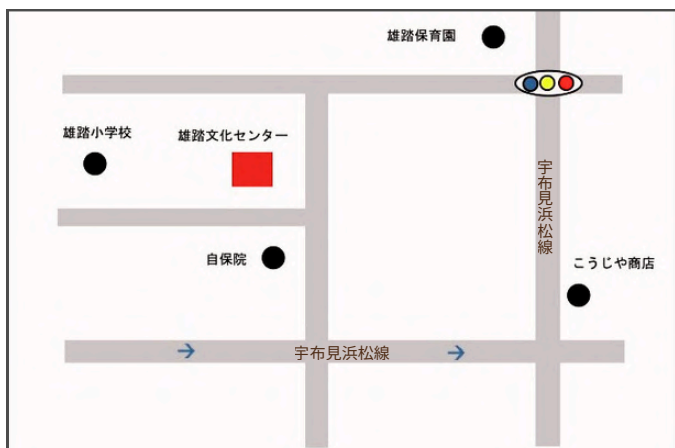 雄踏保育園
雄踏小学校
雄踏文化センター
宇布見浜松線
自保院
こうじや商店
宇布見浜松線